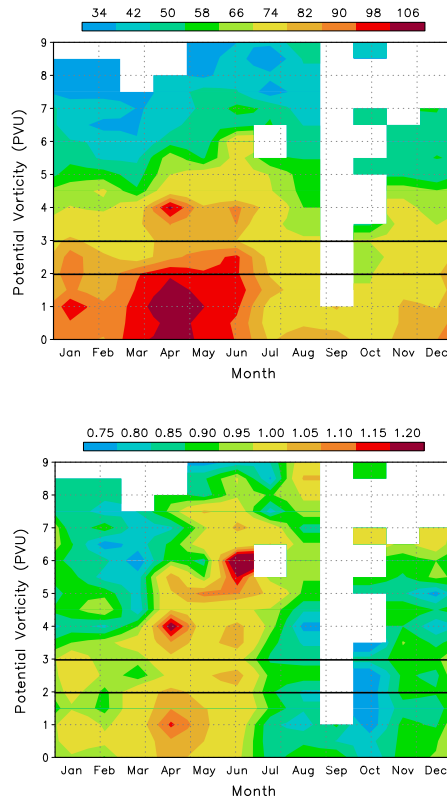 34 42 50 58 66 74 82 90 98 106
9
8
7
6
5
4
3
2
1
0
Potential Vorticity (PVU)
Jan Feb Mar Apr May Jun Jul Aug Sep Oct Nov Dec
Month
0.75 0.80 0.85 0.90 0.95 1.00 1.05 1.10 1.15 1.20
9
8
7
6
5
4
3
2
1
0
Potential Vorticity (PVU)
Jan Feb Mar Apr May Jun Jul Aug Sep Oct Nov Dec
Month